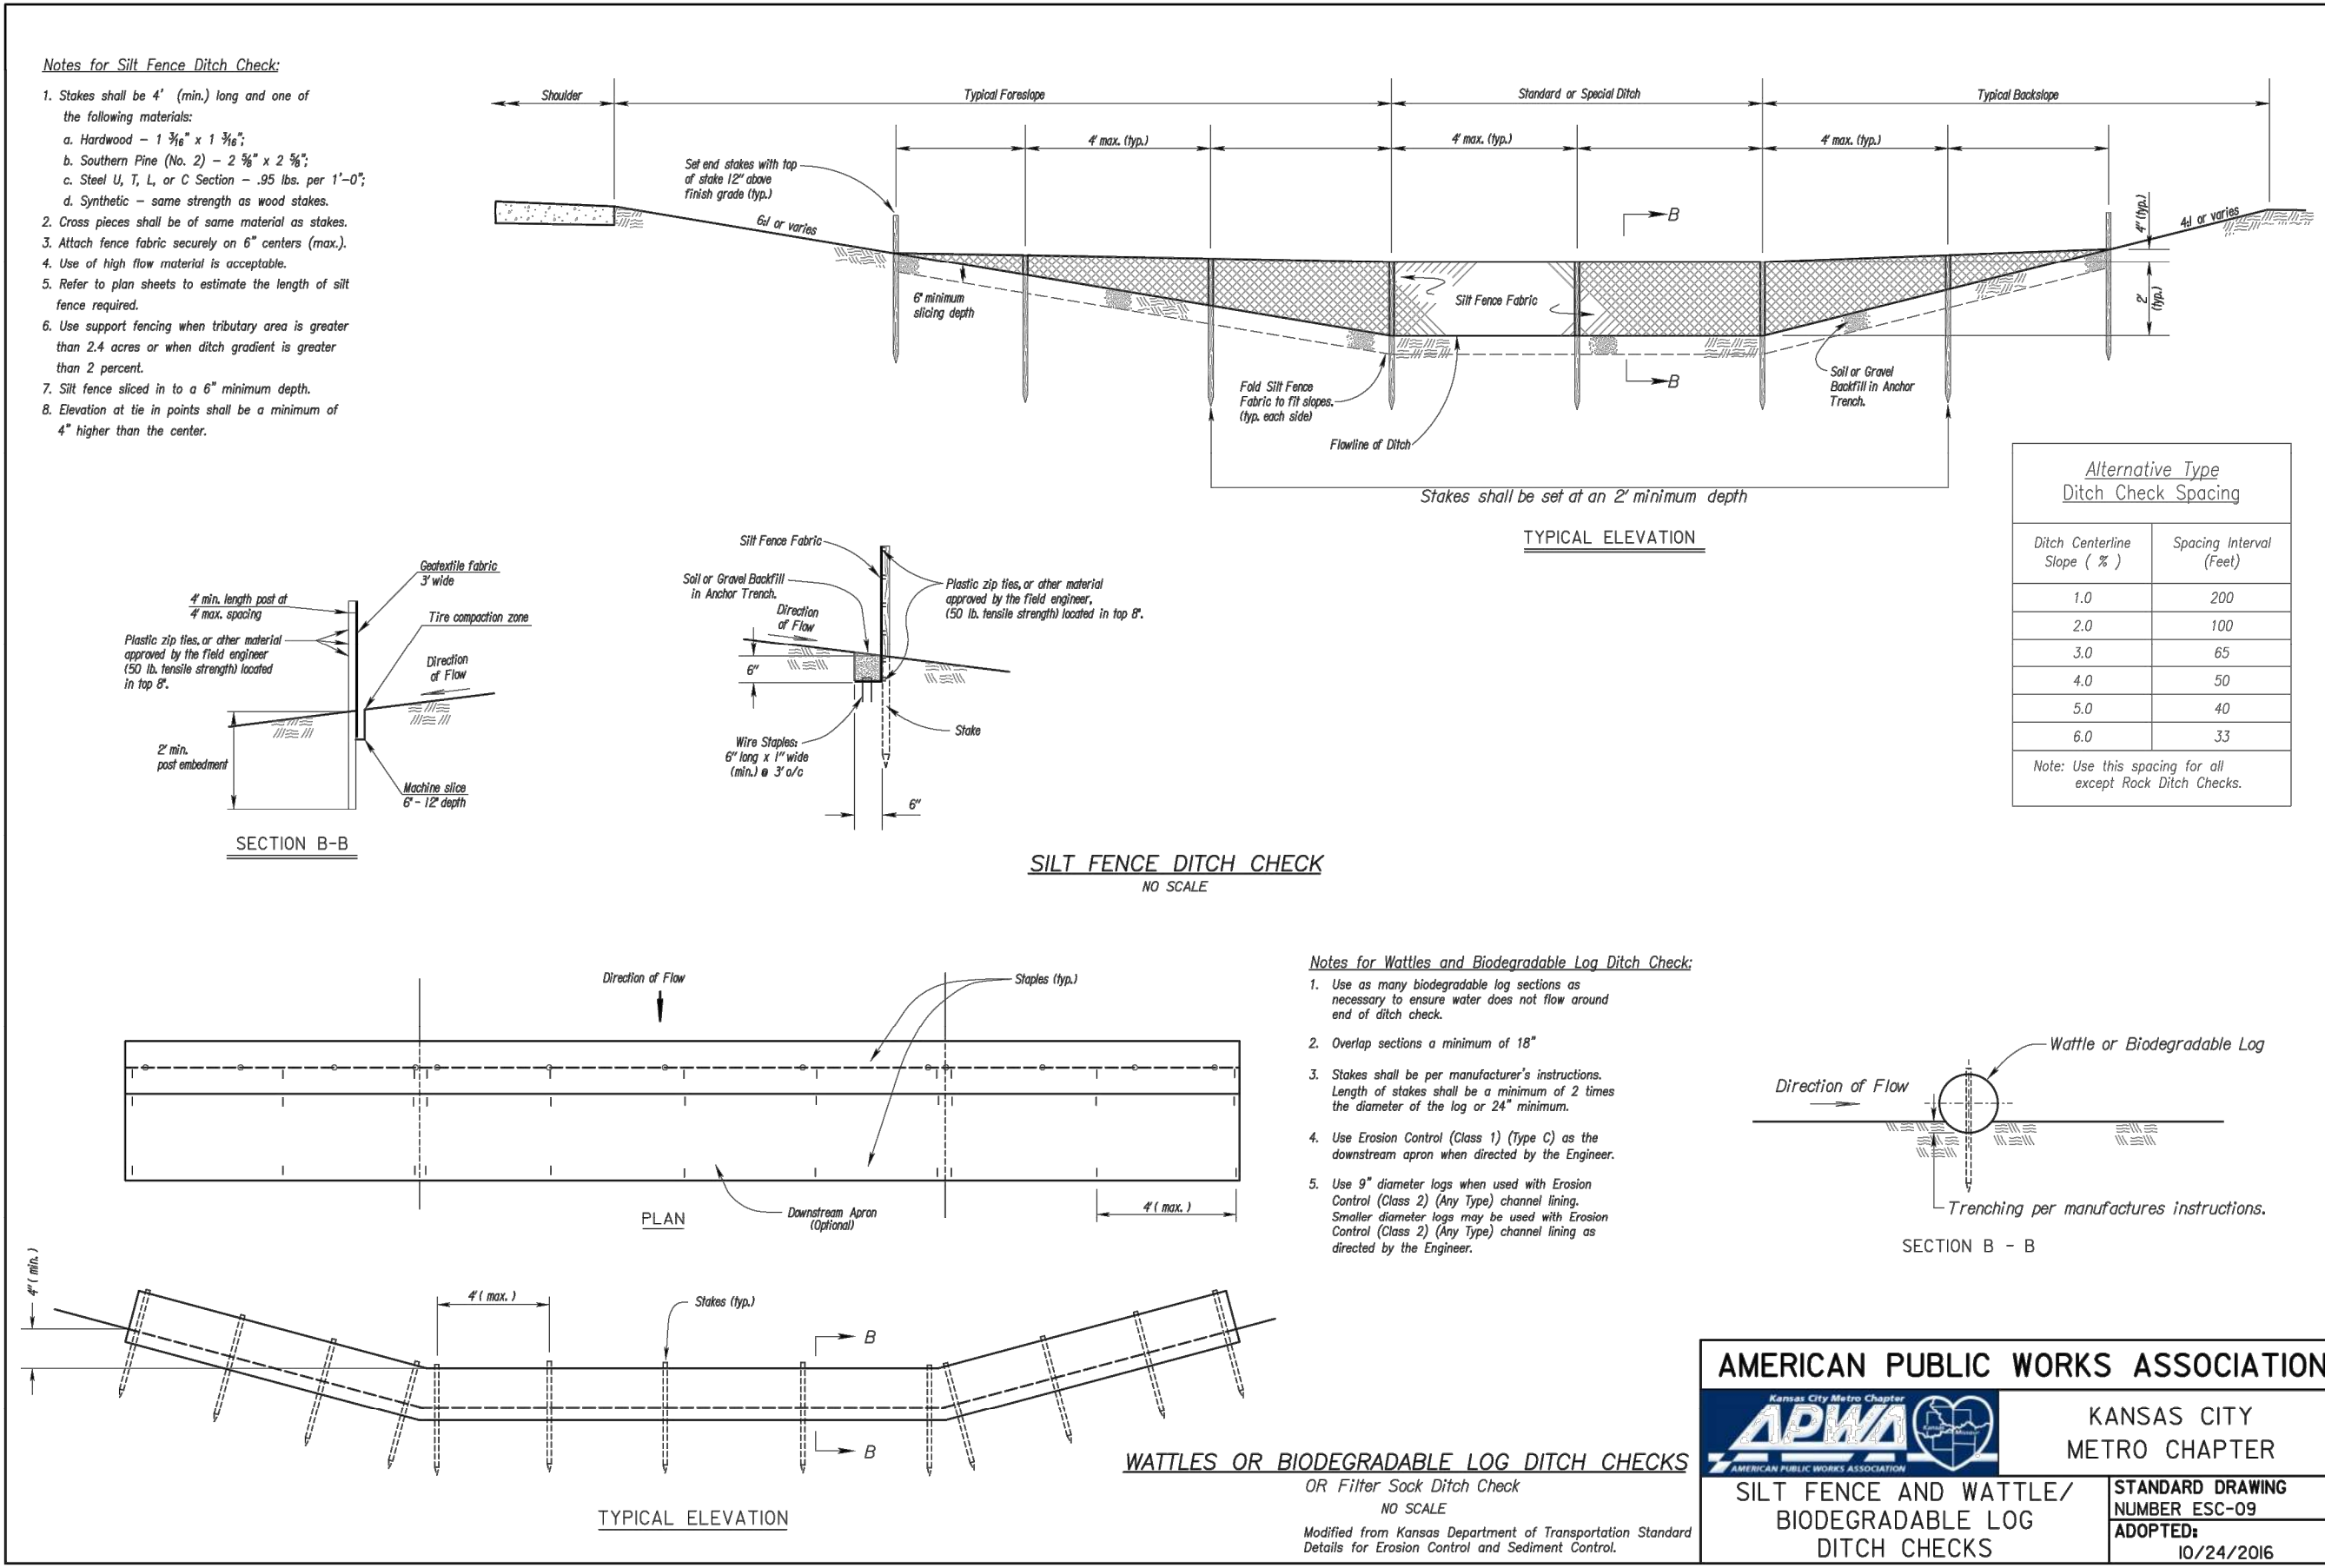 Notes for Silt Fence Ditch Check:
1. Stakes shall be 4' (min.) long and one of
the following materials:
a. Hardwood – 1 3/16" x 1 3/16";
b. Southern Pine (No. 2) – 2 5/8" x 2 5/8";
c. Steel U, T, L, or C Section – .95 lbs. per 1'-0";
d. Synthetic – same strength as wood stakes.
2. Cross pieces shall be of same material as stakes.
3. Attach fence fabric securely on 6" centers (max.).
4. Use of high flow material is acceptable.
5. Refer to plan sheets to estimate the length of silt
fence required.
6. Use support fencing when tributary area is greater
than 2.4 acres or when ditch gradient is greater
than 2 percent.
7. Silt fence sliced in to a 6" minimum depth.
8. Elevation at tie in points shall be a minimum of
4" higher than the center.
Shoulder
Typical Foreslope
Standard or Special Ditch
Typical Backslope
4' max. (typ.)
4' max. (typ.)
4' max. (typ.)
Set end stakes with top
of stake 12" above
finish grade (typ.)
6:1 or varies
B
4" (typ.)
4:1 or varies
6" minimum
slicing depth
Silt Fence Fabric
2'
(typ.)
Fold Silt Fence
Fabric to fit slopes.
(typ. each side)
B
Soil or Gravel
Backfill in Anchor
Trench.
Flowline of Ditch
Stakes shall be set at an 2' minimum depth
TYPICAL ELEVATION
Alternative Type
Ditch Check Spacing
Ditch Centerline
Slope ( % )
Spacing Interval
(Feet)
1.0 200
2.0 100
3.0 65
4.0 50
5.0 40
6.0 33
Note: Use this spacing for all
except Rock Ditch Checks.
Geotextile fabric
3' wide
4' min. length post at
4' max. spacing
Tire compaction zone
Plastic zip ties, or other material
approved by the field engineer
(50 lb. tensile strength) located
in top 8".
Direction
of Flow
2' min.
post embedment
Machine slice
6" - 12" depth
SECTION B-B
Silt Fence Fabric
Soil or Gravel Backfill
in Anchor Trench.
Plastic zip ties, or other material
approved by the field engineer,
(50 lb. tensile strength) located in top 8".
Direction
of Flow
6"
Stake
Wire Staples:
6" long x 1" wide
(min.) @ 3' o/c
6"
SILT FENCE DITCH CHECK
NO SCALE
Direction of Flow
Staples (typ.)
PLAN
Downstream Apron
(Optional)
4' ( max. )
4" ( min. )
4' ( max. )
Stakes (typ.)
B
B
TYPICAL ELEVATION
Notes for Wattles and Biodegradable Log Ditch Check:
1. Use as many biodegradable log sections as
necessary to ensure water does not flow around
end of ditch check.
2. Overlap sections a minimum of 18"
3. Stakes shall be per manufacturer's instructions.
Length of stakes shall be a minimum of 2 times
the diameter of the log or 24" minimum.
4. Use Erosion Control (Class 1) (Type C) as the
downstream apron when directed by the Engineer.
5. Use 9" diameter logs when used with Erosion
Control (Class 2) (Any Type) channel lining.
Smaller diameter logs may be used with Erosion
Control (Class 2) (Any Type) channel lining as
directed by the Engineer.
Wattle or Biodegradable Log
Direction of Flow
Trenching per manufactures instructions.
SECTION B - B
WATTLES OR BIODEGRADABLE LOG DITCH CHECKS
OR Filter Sock Ditch Check
NO SCALE
Modified from Kansas Department of Transportation Standard
Details for Erosion Control and Sediment Control.
AMERICAN PUBLIC WORKS ASSOCIATION
Kansas City Metro Chapter
APWA
AMERICAN PUBLIC WORKS ASSOCIATION
KANSAS CITY
METRO CHAPTER
SILT FENCE AND WATTLE/
BIODEGRADABLE LOG
DITCH CHECKS
STANDARD DRAWING
NUMBER ESC-09
ADOPTED:
10/24/2016